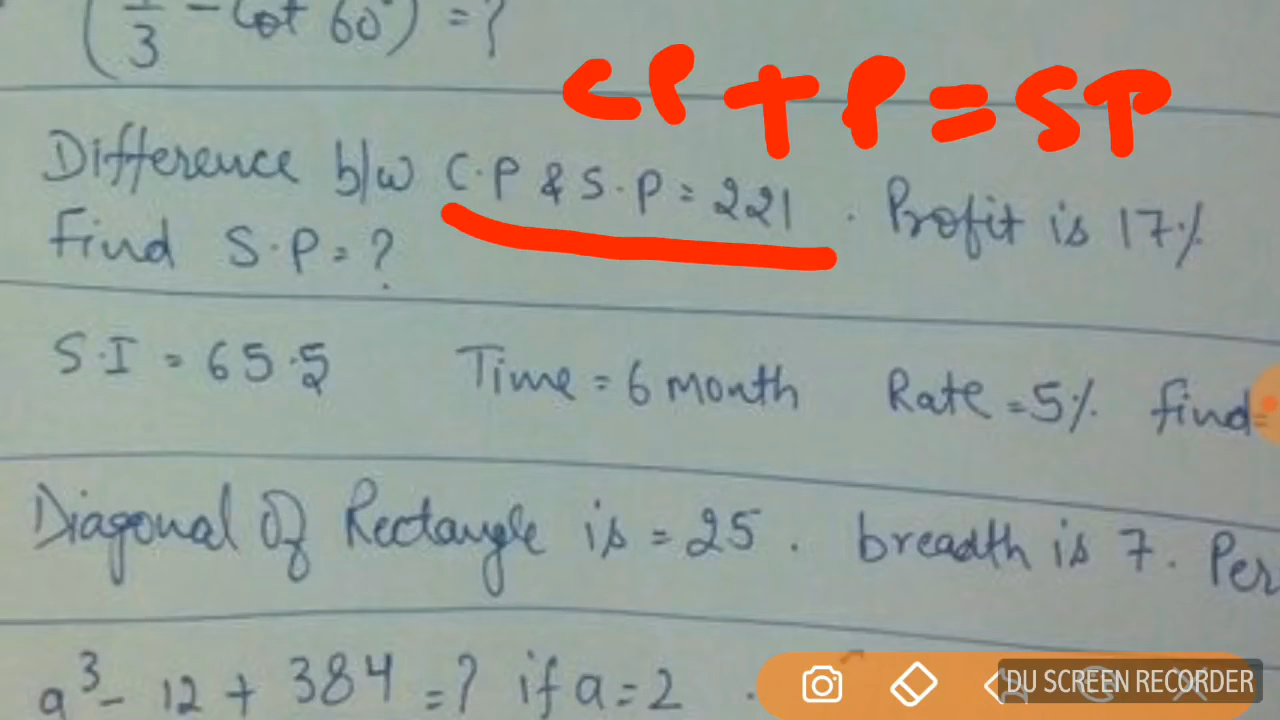 (1/3 - Cot 60°) = ?
CP + P = SP
Difference b/w C.P & S.P = 221 . Profit is 17%
Find S.P = ?
S.I = 65.5 Time = 6 month Rate = 5% find =
Diagonal Of Rectangle is = 25 . breadth is 7 . Per
a³ - 12 + 384 = ? if a = 2 .
DU SCREEN RECORDER